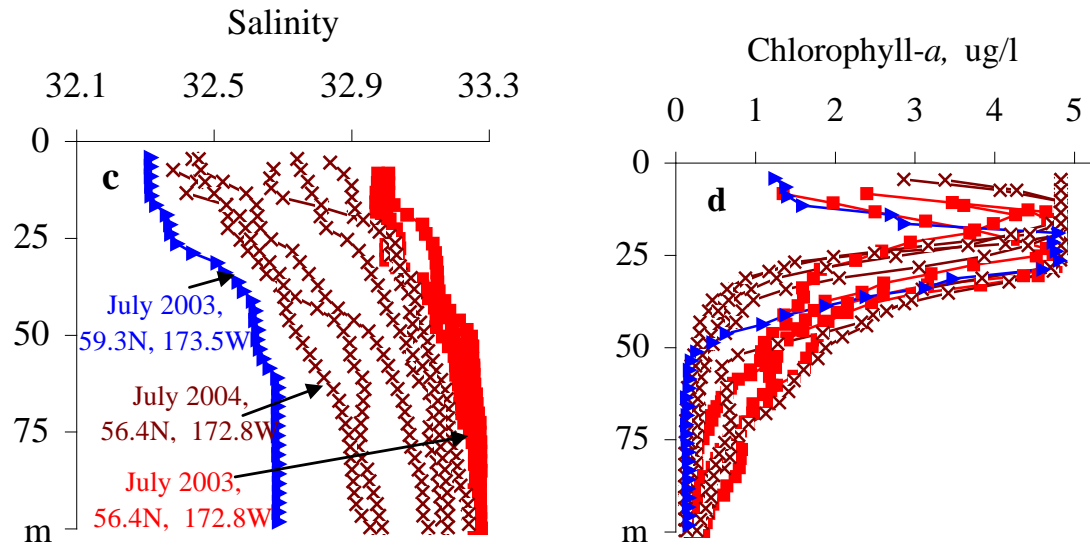 Salinity
32.1 32.5 32.9 33.3
0
25
50
75
m
c
July 2003,
59.3N, 173.5W
July 2004,
56.4N, 172.8W
July 2003,
56.4N, 172.8W
Chlorophyll-a, ug/l
0 1 2 3 4 5
0
25
50
75
m
d